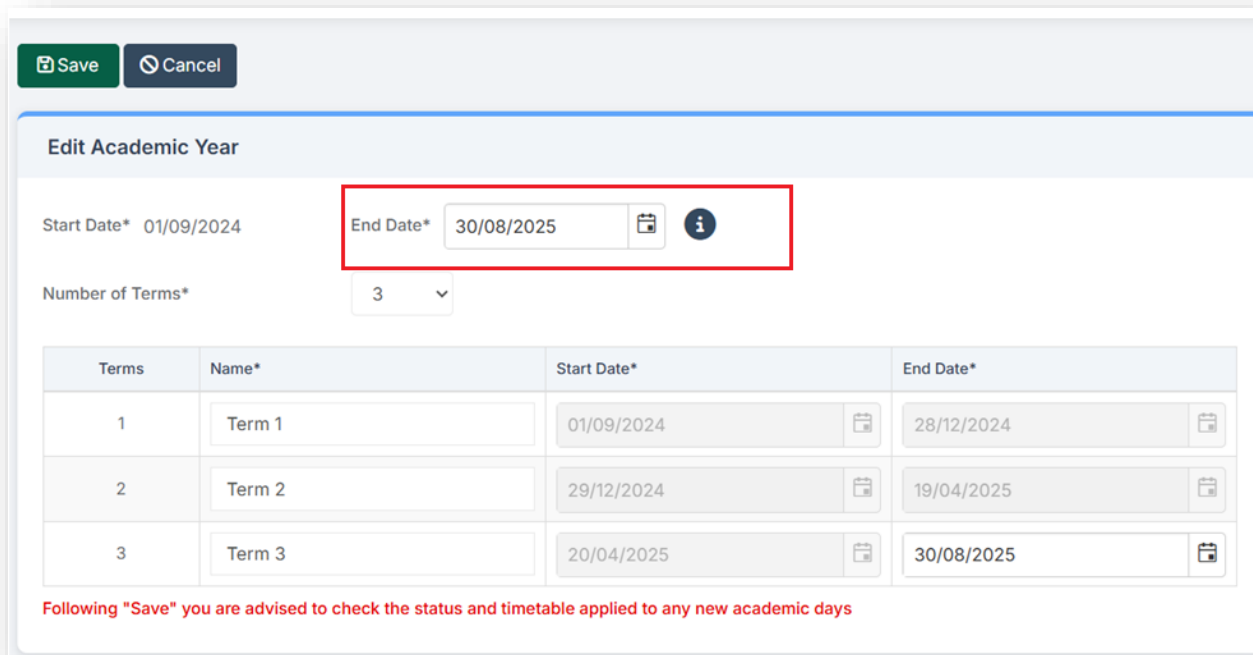 Save Cancel
Edit Academic Year
Start Date* 01/09/2024 End Date* 30/08/2025
Number of Terms* 3
Terms Name* Start Date* End Date*
1 Term 1 01/09/2024 28/12/2024
2 Term 2 29/12/2024 19/04/2025
3 Term 3 20/04/2025 30/08/2025
Following "Save" you are advised to check the status and timetable applied to any new academic days